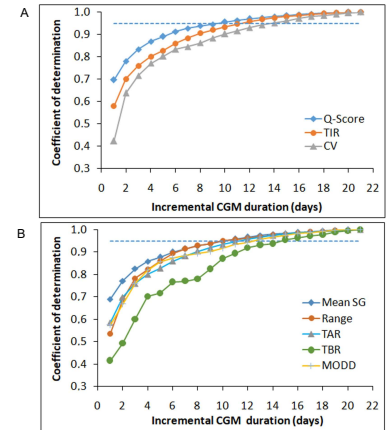 A
Coefficient of determination
1.0
0.9
0.8
0.7
0.6
0.5
0.4
0.3
Q-Score
TIR
CV
0 2 4 6 8 10 12 14 16 18 20 22
Incremental CGM duration (days)
B
Coefficient of determination
1.0
0.9
0.8
0.7
0.6
0.5
0.4
0.3
Mean SG
Range
TAR
TBR
MODD
0 2 4 6 8 10 12 14 16 18 20 22
Incremental CGM duration (days)